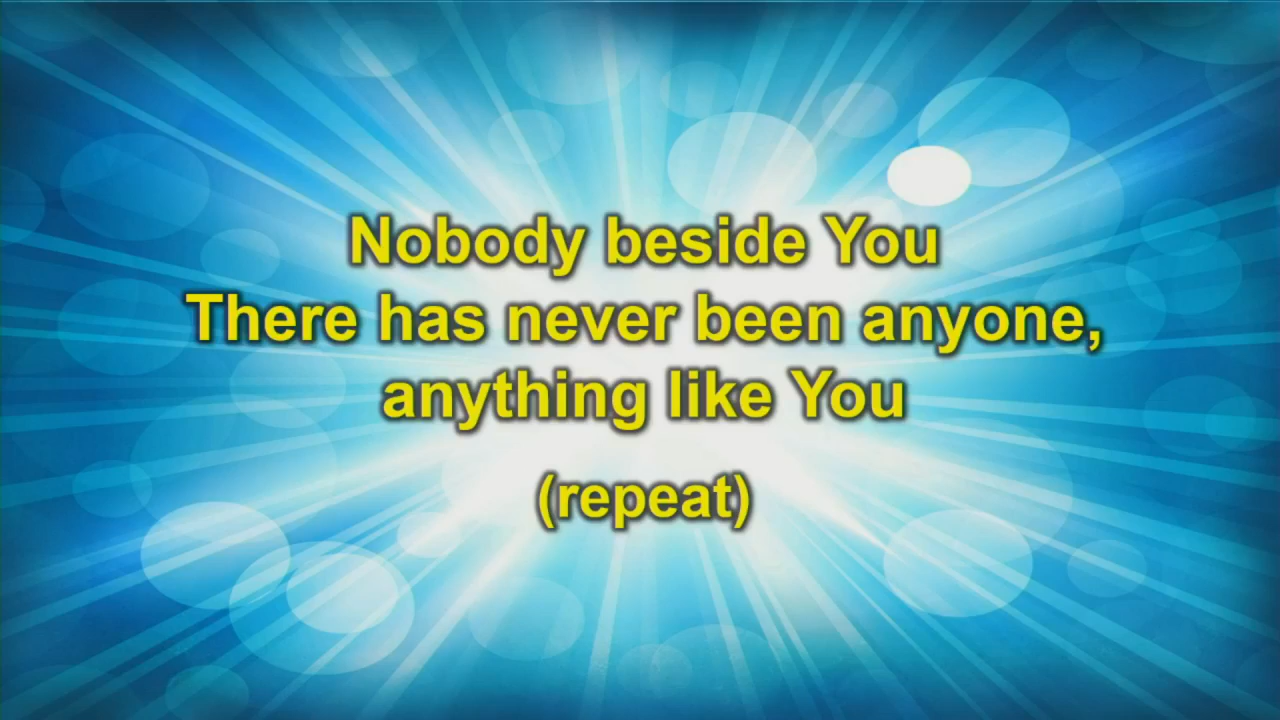 Nobody beside You
There has never been anyone,
anything like You
(repeat)